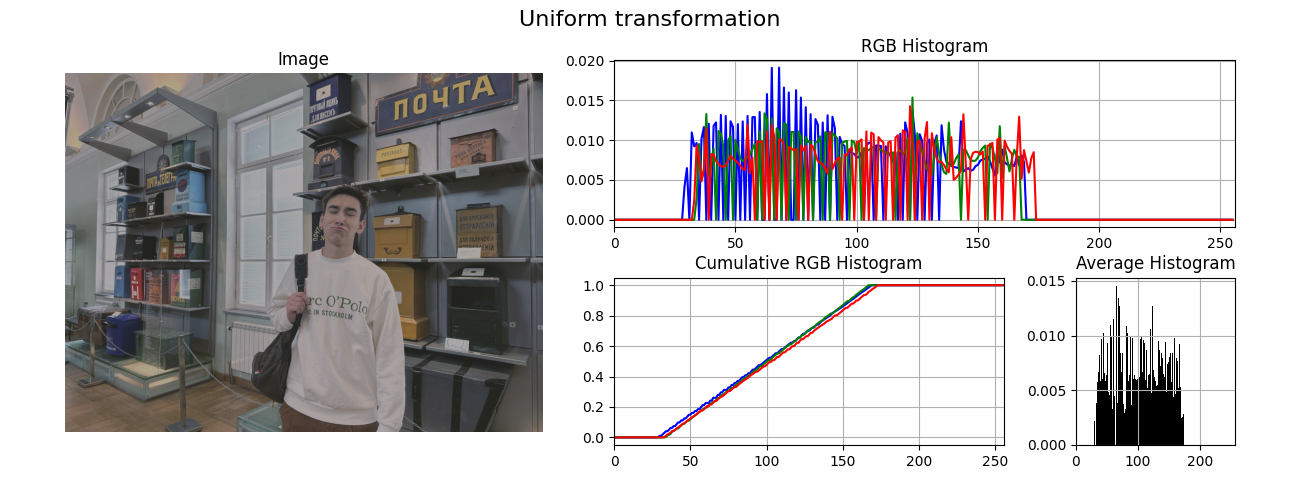 Uniform transformation
Image
ПОЧТА
rc O'Polo
IN STOCKHOLM
RGB Histogram
0.020
0.015
0.010
0.005
0.000
0 50 100 150 200 250
Cumulative RGB Histogram
1.0
0.8
0.6
0.4
0.2
0.0
0 50 100 150 200 250
Average Histogram
0.015
0.010
0.005
0.000
0 100 200